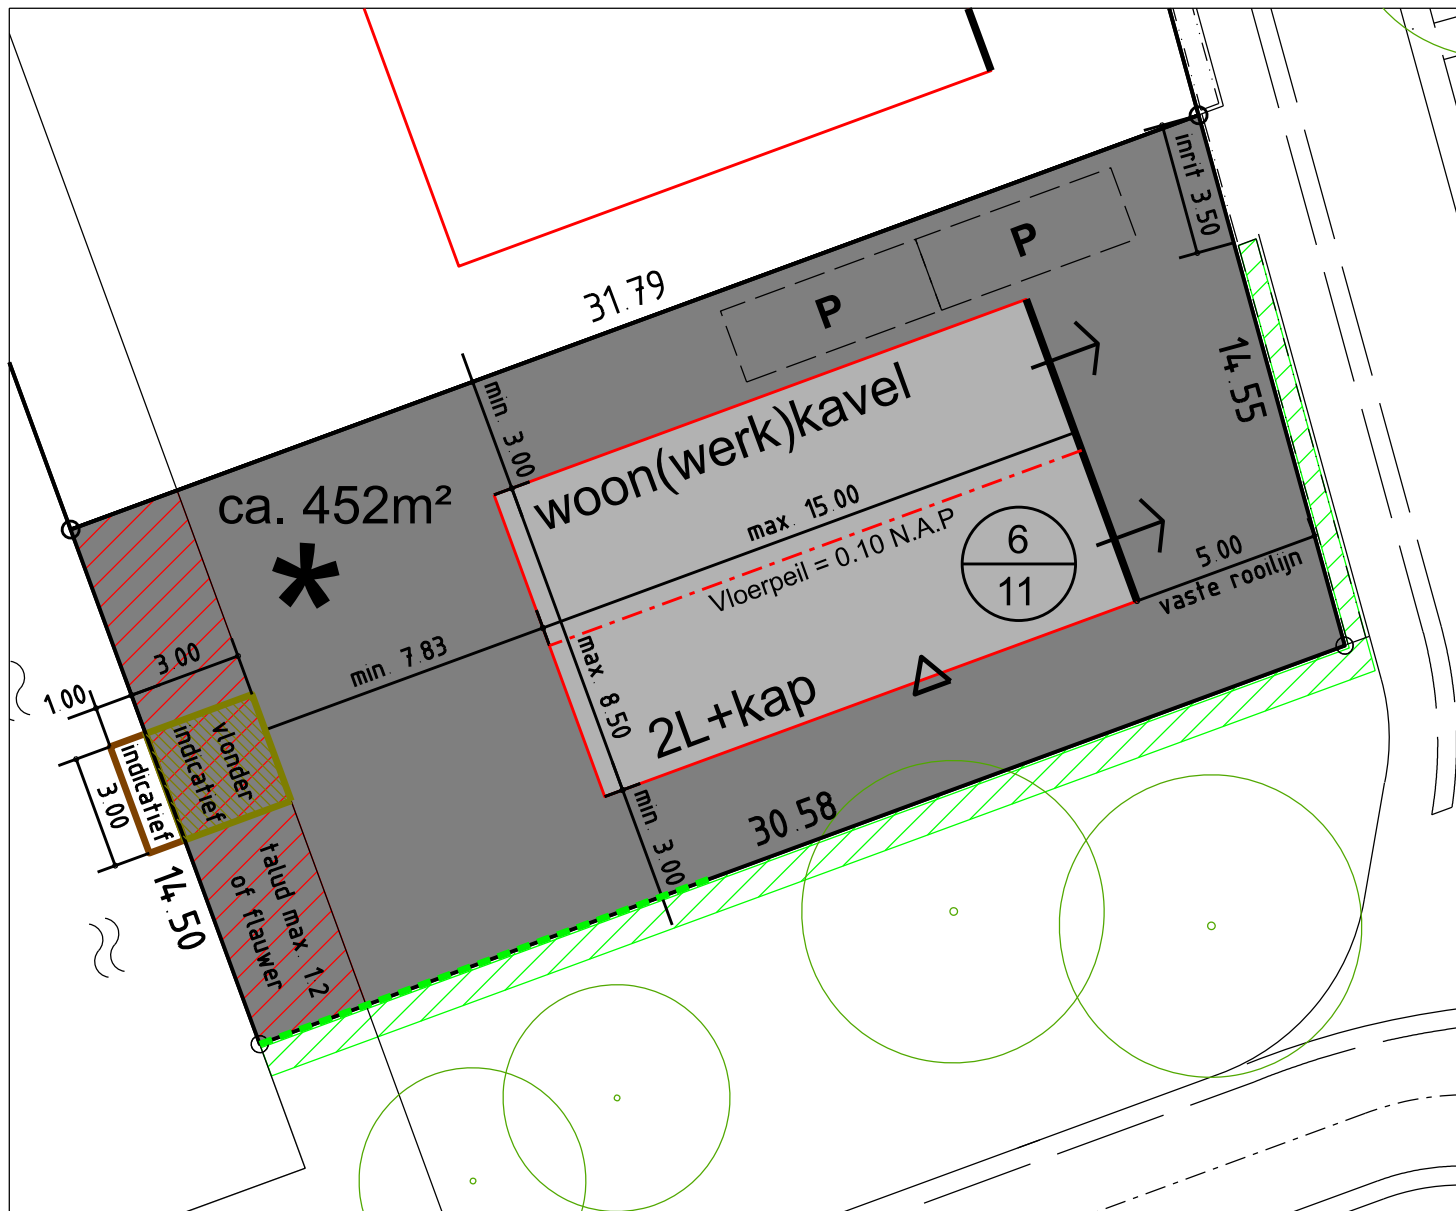 inrit 3.50
P
P
31.79
14.55
min. 3.00
woon(werk)kavel
ca. 452m²
*
max. 15.00
Vloerpeil = 0.10 N.A.P
6
11
5.00
vaste rooilijn
min. 7.83
max. 8.50
2L+kap
3.00
1.00
vlonder
indicatief
indicatief
3.00
min. 3.00
30.58
14.50
talud max. 1:2
of flauwer